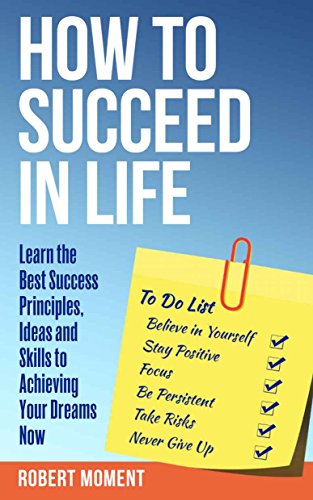 HOW TO
SUCCEED
IN LIFE
Learn the
Best Success
Principles,
Ideas and
Skills to
Achieving
Your Dreams
Now
To Do List
Believe in Yourself
Stay Positive
Focus
Be Persistent
Take Risks
Never Give Up
ROBERT MOMENT